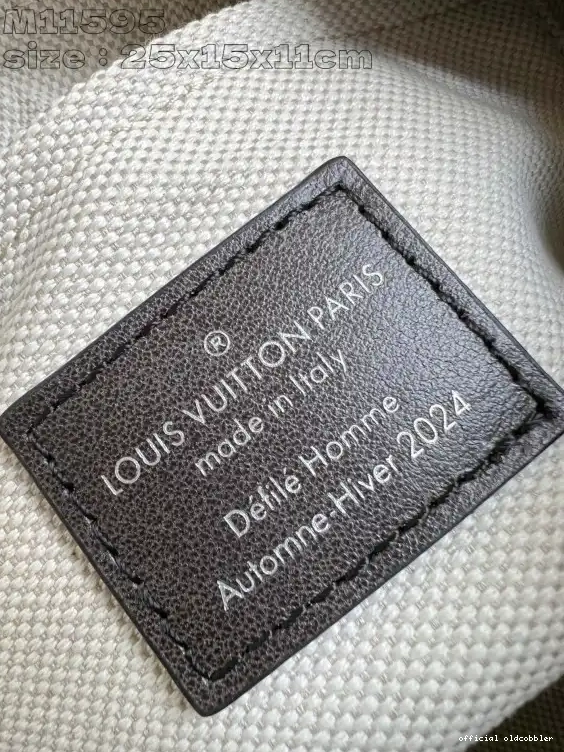 M11595
size : 25x15x11cm
®
LOUIS VUITTON PARIS
made in Italy
Défilé Homme
Automne-Hiver 2024
official oldcobbler